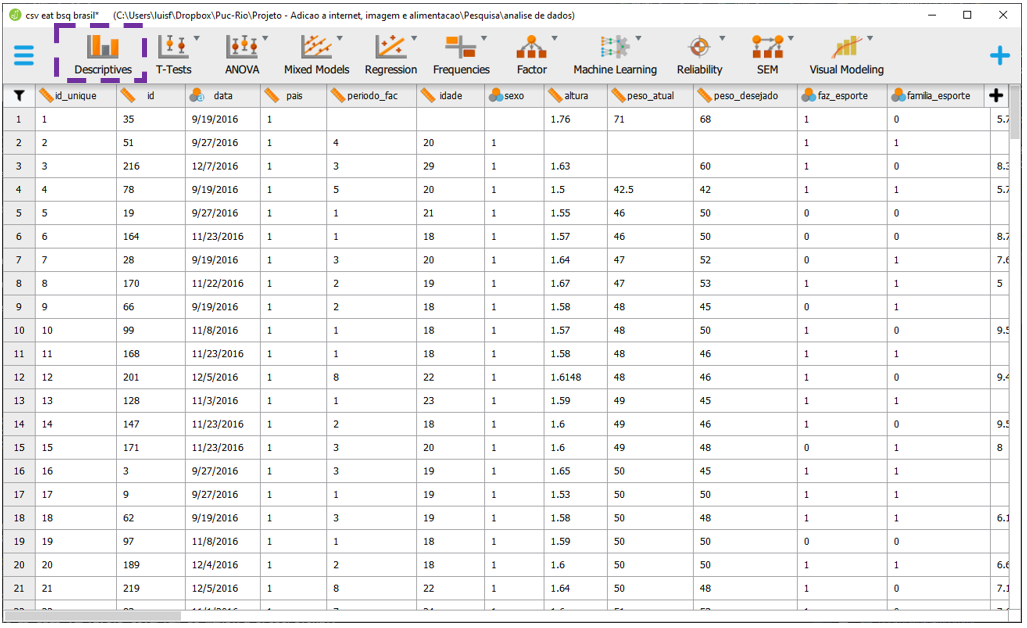 csv eat bsq brasil* (C:\Users\luisf\Dropbox\Puc-Rio\Projeto - Adicao a internet, imagem e alimentacao\Pesquisa\analise de dados)
Descriptives T-Tests ANOVA Mixed Models Regression Frequencies Factor Machine Learning Reliability SEM Visual Modeling
id_unique id data pais periodo_fac idade sexo altura peso_atual peso_desejado faz_esporte familia_esporte
1 1 35 9/19/2016 1 1.76 71 68 1 0 5.7
2 2 51 9/27/2016 1 4 20 1 1 1
3 3 216 12/7/2016 1 3 29 1 1.63 60 1 0 8.3
4 4 78 9/19/2016 1 5 20 1 1.5 42.5 42 1 1 5.7
5 5 19 9/27/2016 1 1 21 1 1.55 46 50 0 0
6 6 164 11/23/2016 1 1 18 1 1.57 46 50 0 0 8.7
7 7 28 9/19/2016 1 3 20 1 1.64 47 52 0 1 7.6
8 8 170 11/22/2016 1 2 19 1 1.67 47 53 1 1 5
9 9 66 9/19/2016 1 2 18 1 1.58 48 45 0 1
10 10 99 11/8/2016 1 1 18 1 1.57 48 50 1 0 9.5
11 11 168 11/23/2016 1 1 18 1 1.58 48 46 1 1
12 12 201 12/5/2016 1 8 22 1 1.6148 48 46 1 0 9.4
13 13 128 11/3/2016 1 1 23 1 1.59 49 45 1 1
14 14 147 11/23/2016 1 2 18 1 1.6 49 46 1 0 9.5
15 15 171 11/23/2016 1 3 20 1 1.6 49 48 0 1 8
16 16 3 9/27/2016 1 3 19 1 1.65 50 45 1 1
17 17 9 9/27/2016 1 1 19 1 1.53 50 50 1 1
18 18 62 9/19/2016 1 3 19 1 1.58 50 48 1 1 6.1
19 19 97 11/8/2016 1 1 18 1 1.59 50 50 0 0
20 20 189 12/4/2016 1 2 18 1 1.6 50 50 1 1 6.6
21 21 219 12/5/2016 1 8 22 1 1.64 50 48 1 0 7.1